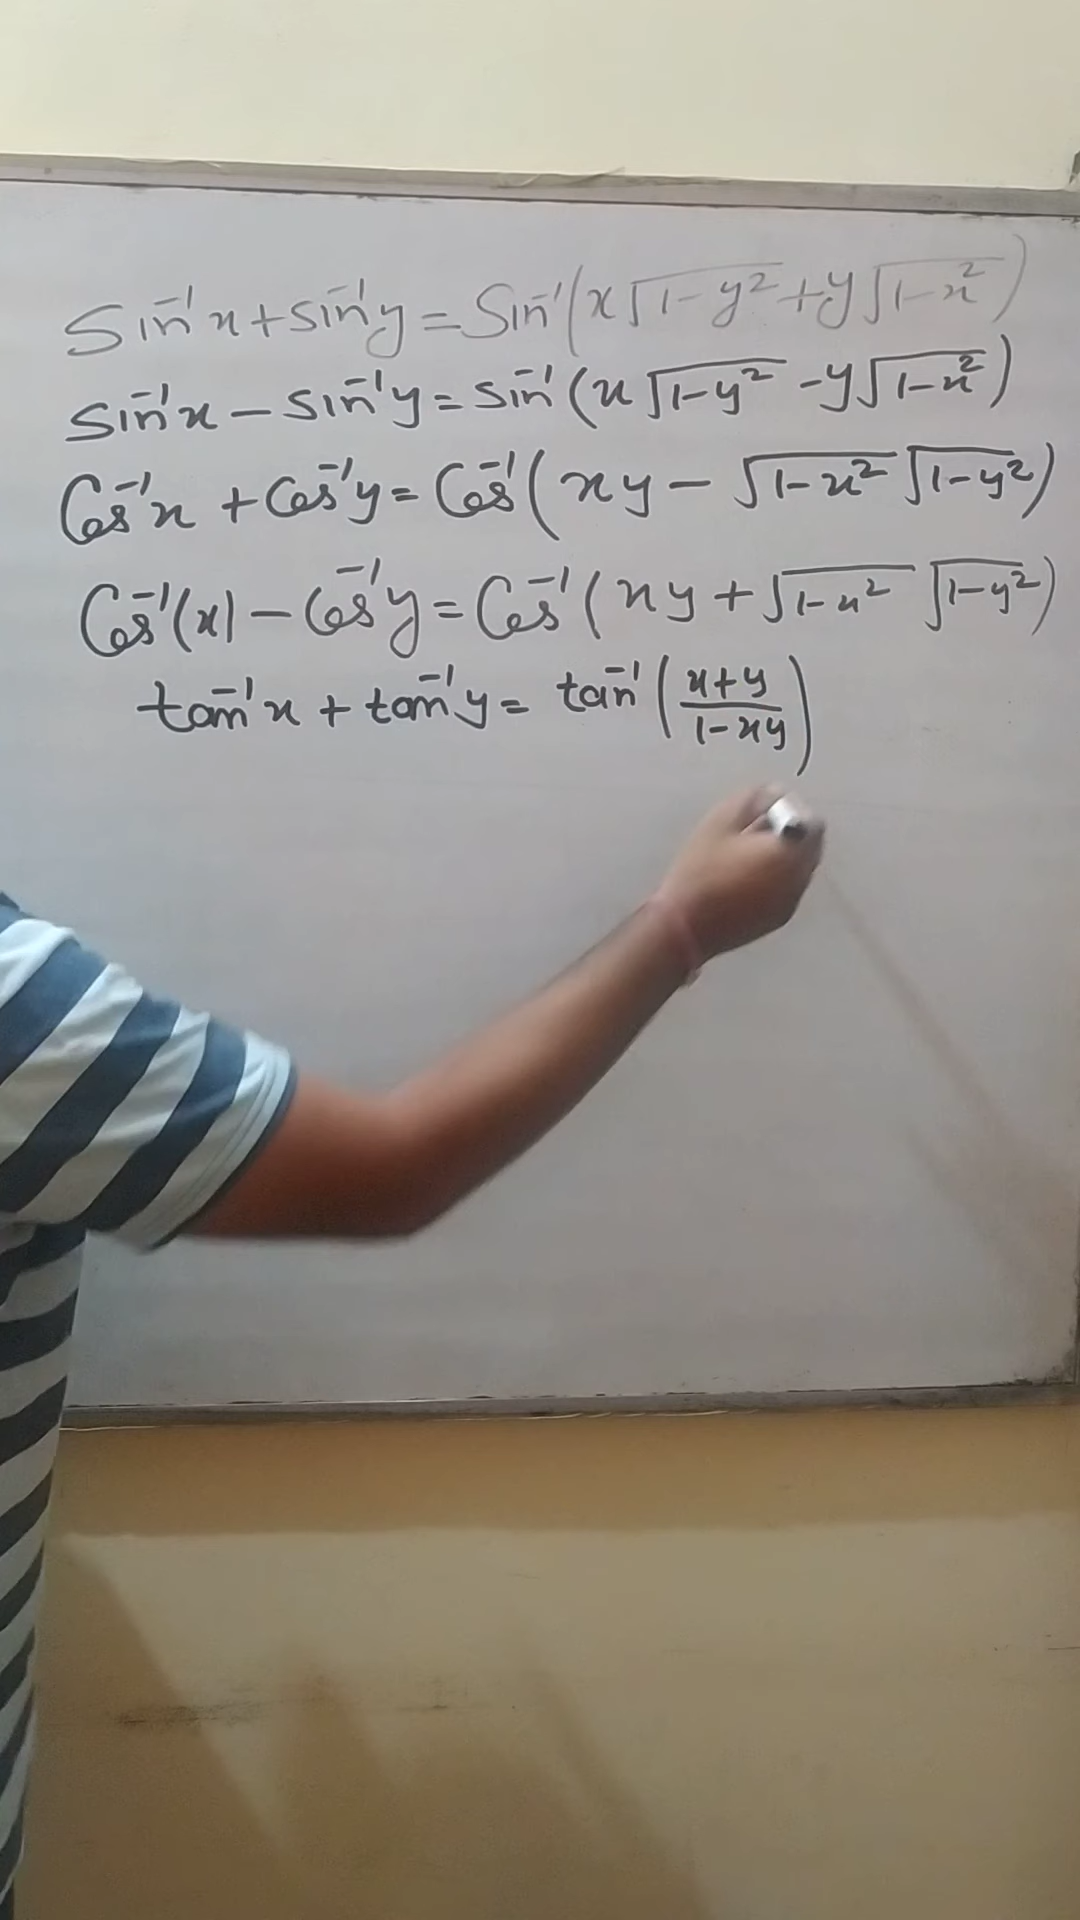 Sin⁻¹x + sin⁻¹y = Sin⁻¹(x√(1-y²) + y√(1-x²))
Sin⁻¹x - sin⁻¹y = sin⁻¹(x√(1-y²) - y√(1-x²))
Cos⁻¹x + Cos⁻¹y = Cos⁻¹(xy - √(1-x²) √(1-y²))
Cos⁻¹(x) - Cos⁻¹y = Cos⁻¹(xy + √(1-x²) √(1-y²))
tan⁻¹x + tan⁻¹y = tan⁻¹((x+y)/(1-xy))